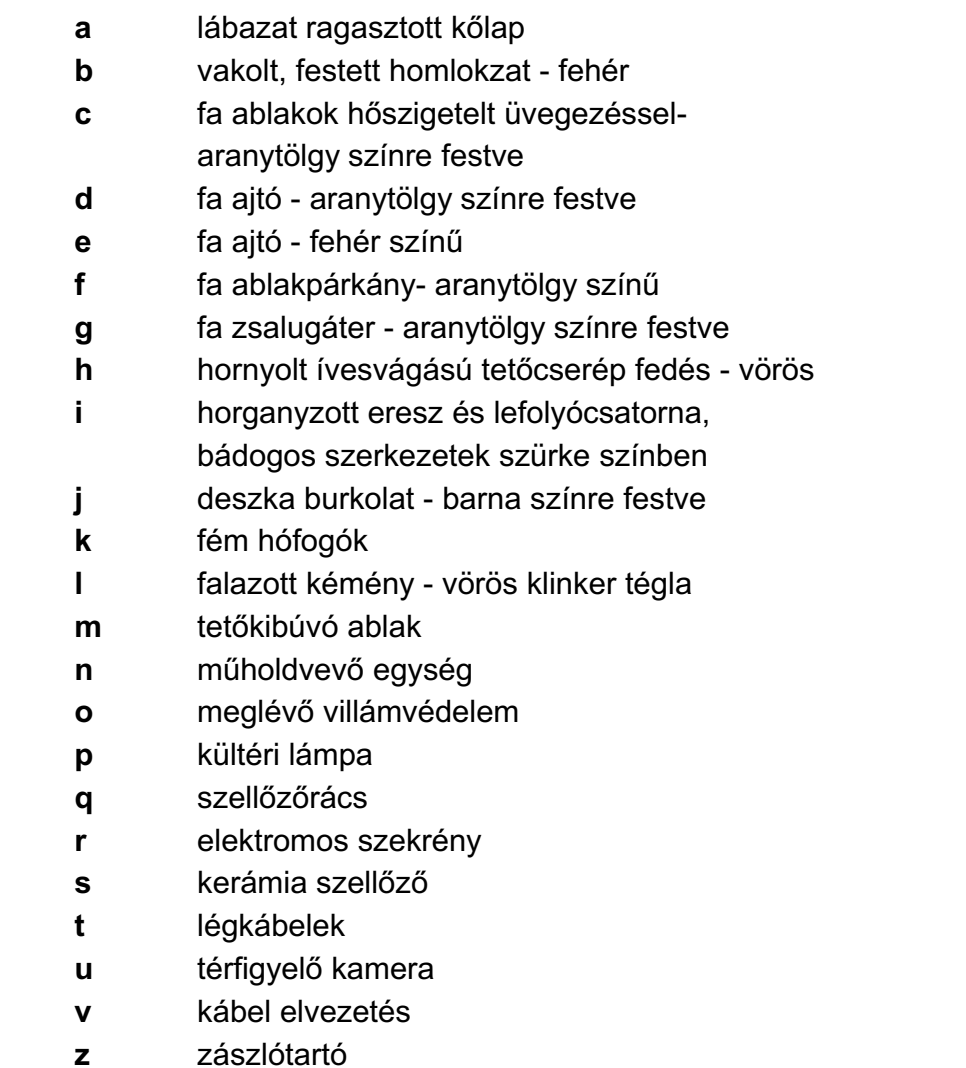 a lábazat ragasztott kőlap
b vakolt, festett homlokzat - fehér
c fa ablakok hőszigetelt üvegezéssel-
aranytölgy színre festve
d fa ajtó - aranytölgy színre festve
e fa ajtó - fehér színű
f fa ablakpárkány- aranytölgy színű
g fa zsalugáter - aranytölgy színre festve
h hornyolt ívesvágású tetőcserép fedés - vörös
i horganyzott eresz és lefolyócsatorna,
bádogos szerkezetek szürke színben
j deszka burkolat - barna színre festve
k fém hófogók
l falazott kémény - vörös klinker tégla
m tetőkibúvó ablak
n műholdvevő egység
o meglévő villámvédelem
p kültéri lámpa
q szellőzőrács
r elektromos szekrény
s kerámia szellőző
t légkábelek
u térfigyelő kamera
v kábel elvezetés
z zászlótartó